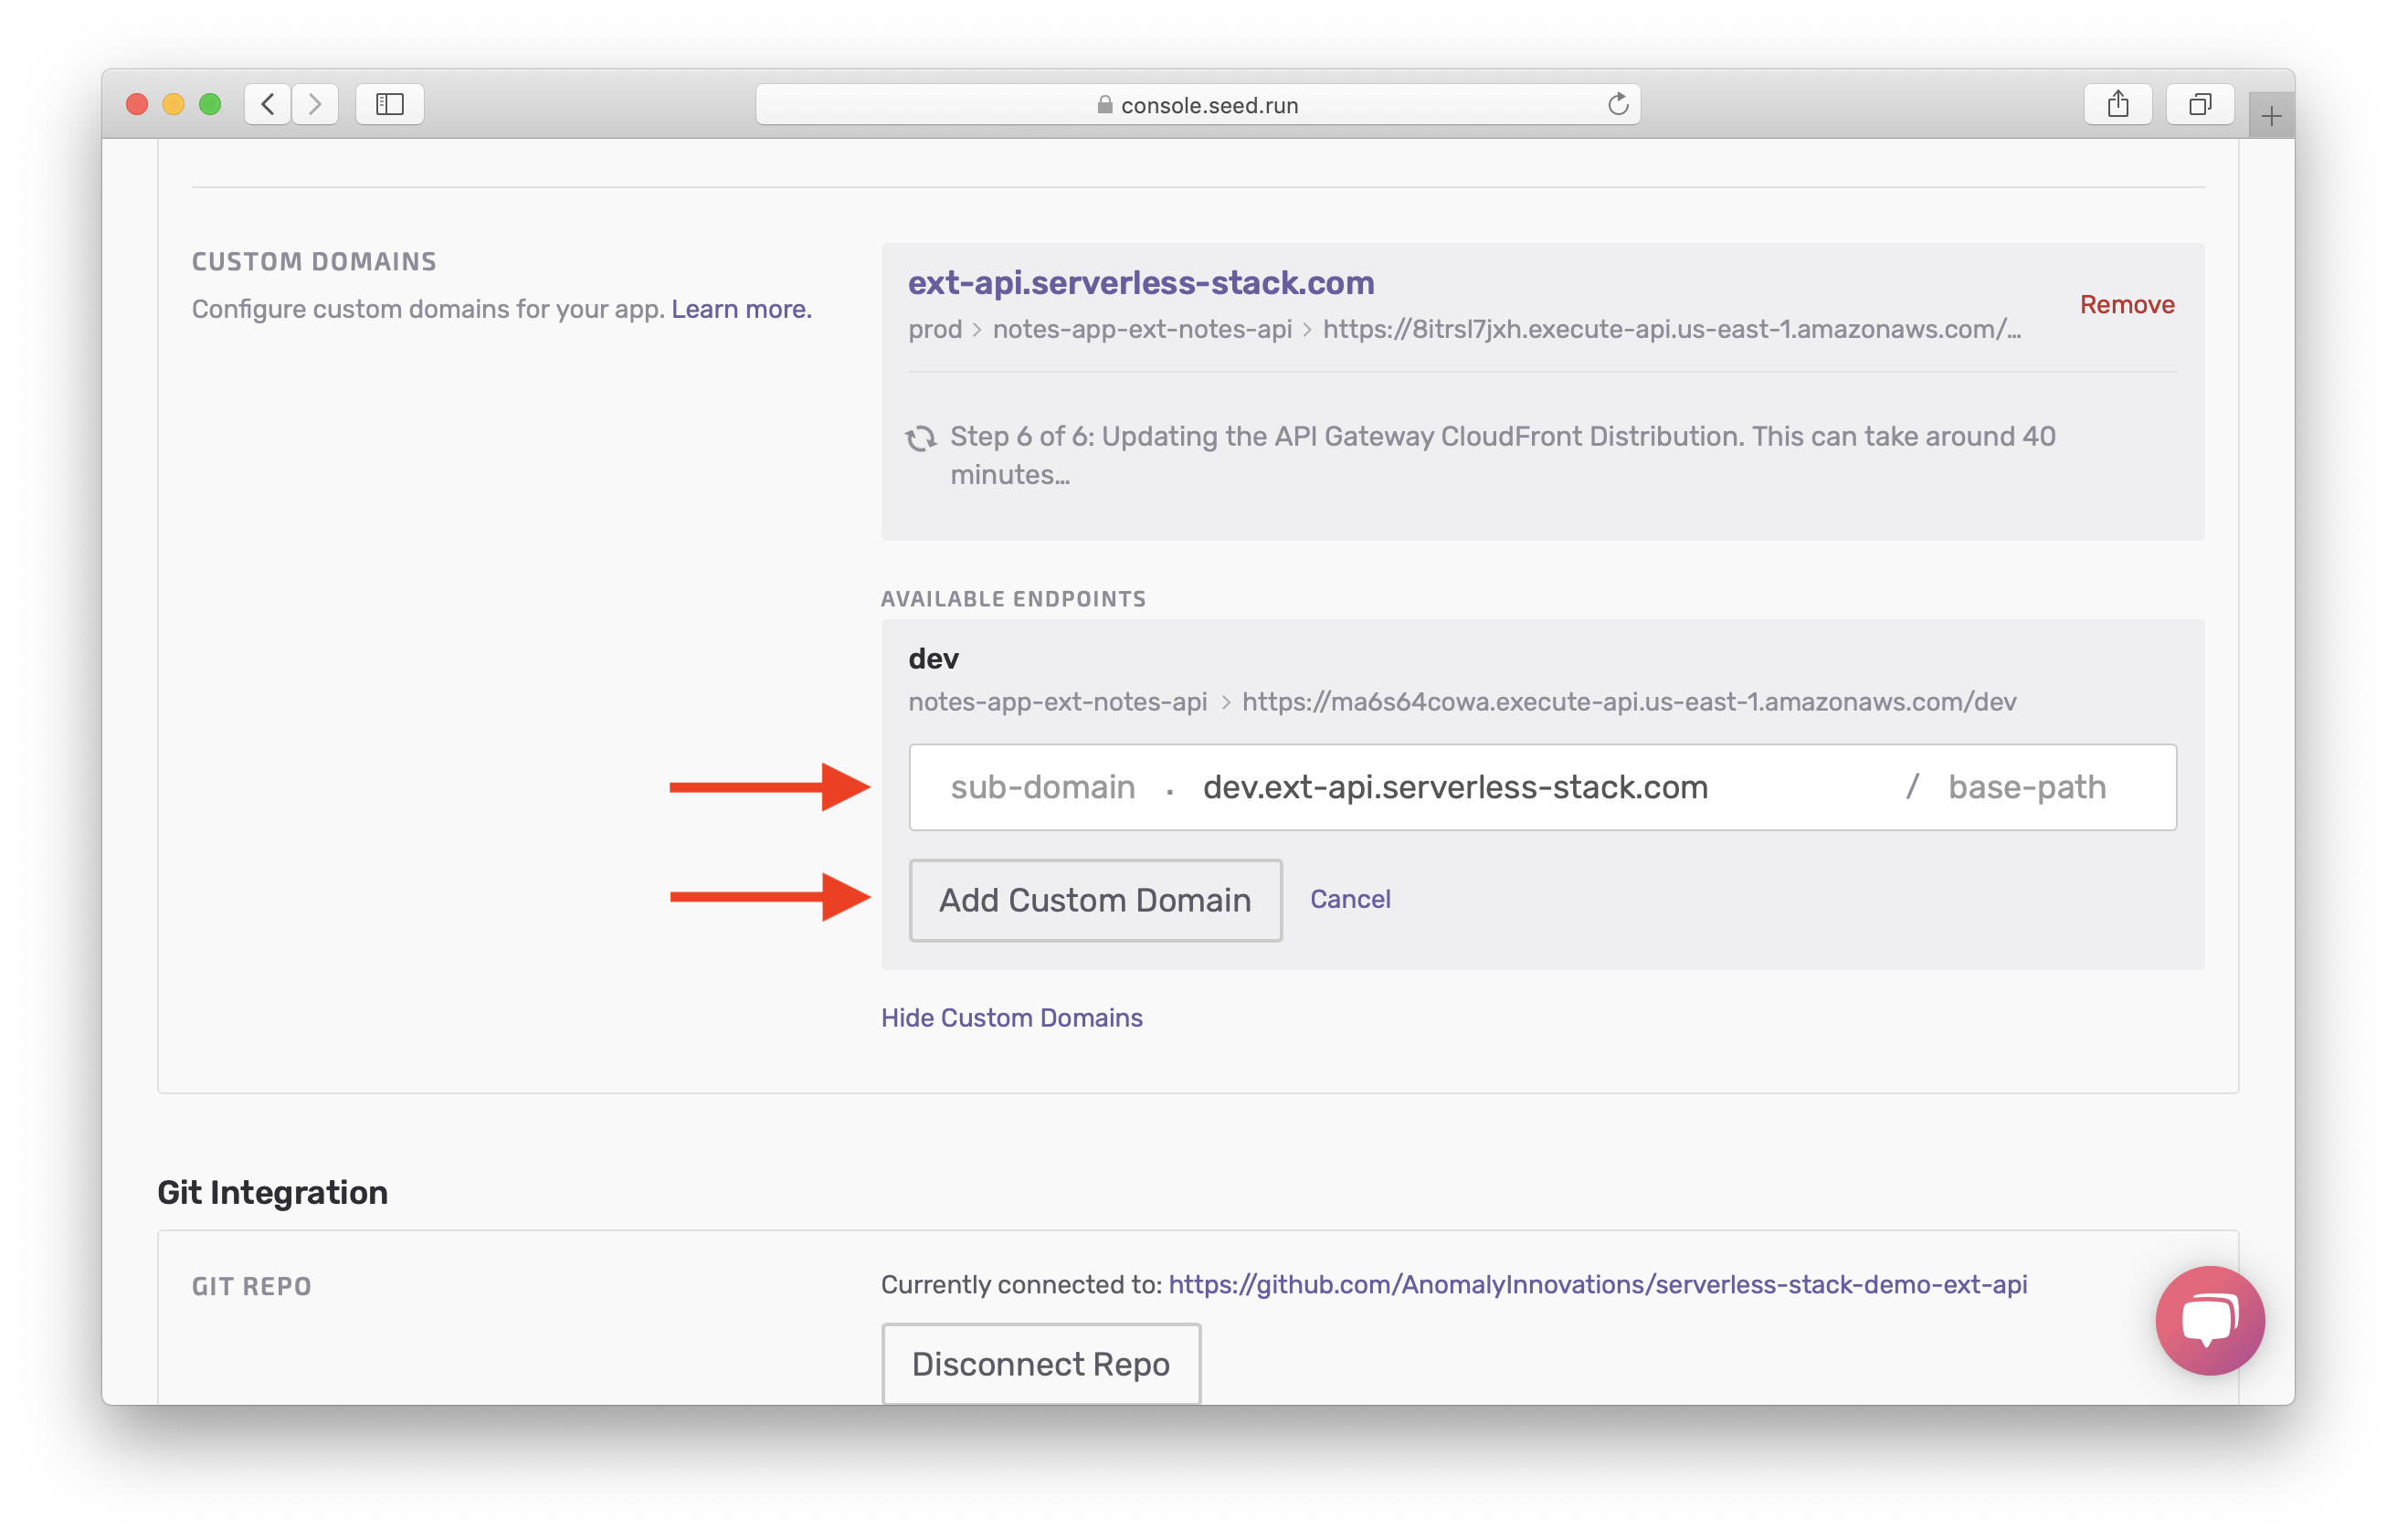 console.seed.run
CUSTOM DOMAINS
Configure custom domains for your app. Learn more.
ext-api.serverless-stack.com
Remove
prod > notes-app-ext-notes-api > https://8itrsl7jxh.execute-api.us-east-1.amazonaws.com/…
Step 6 of 6: Updating the API Gateway CloudFront Distribution. This can take around 40
minutes…
AVAILABLE ENDPOINTS
dev
notes-app-ext-notes-api > https://ma6s64cowa.execute-api.us-east-1.amazonaws.com/dev
sub-domain . dev.ext-api.serverless-stack.com / base-path
Add Custom Domain Cancel
Hide Custom Domains
Git Integration
GIT REPO
Currently connected to: https://github.com/AnomalyInnovations/serverless-stack-demo-ext-api
Disconnect Repo